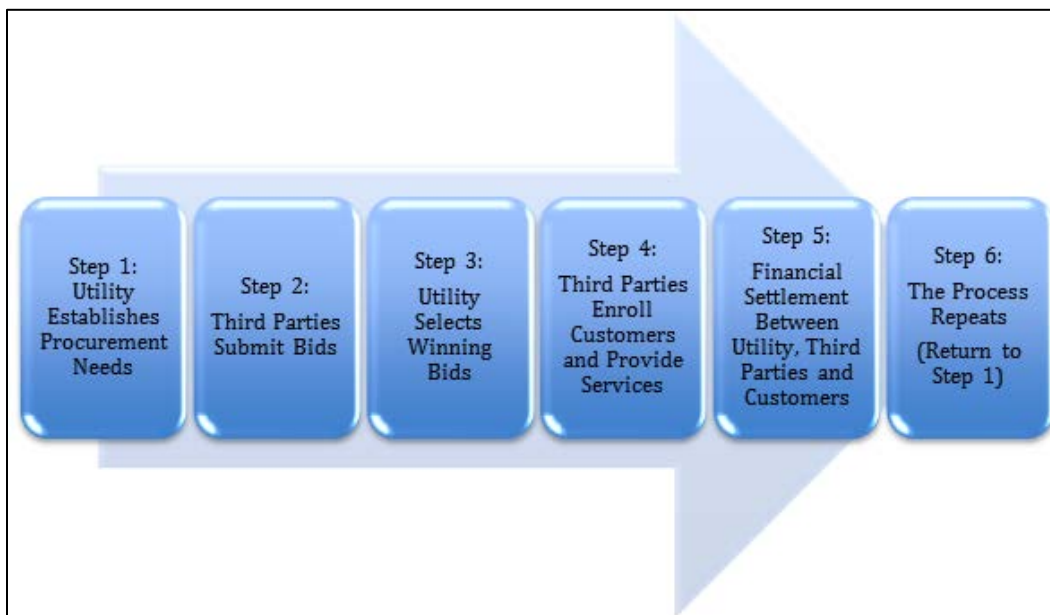 Step 1:
Utility
Establishes
Procurement
Needs
Step 2:
Third Parties
Submit Bids
Step 3:
Utility
Selects
Winning
Bids
Step 4:
Third Parties
Enroll
Customers
and Provide
Services
Step 5:
Financial
Settlement
Between
Utility, Third
Parties and
Customers
Step 6:
The Process
Repeats
(Return to
Step 1)